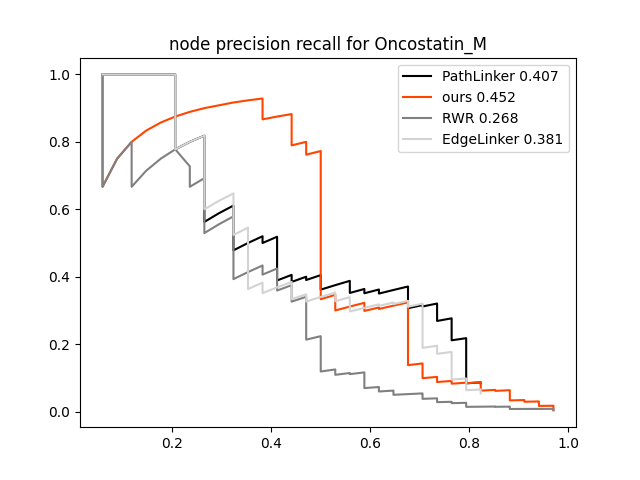 node precision recall for Oncostatin_M
PathLinker 0.407
ours 0.452
RWR 0.268
EdgeLinker 0.381
1.0
0.8
0.6
0.4
0.2
0.0
0.2 0.4 0.6 0.8 1.0